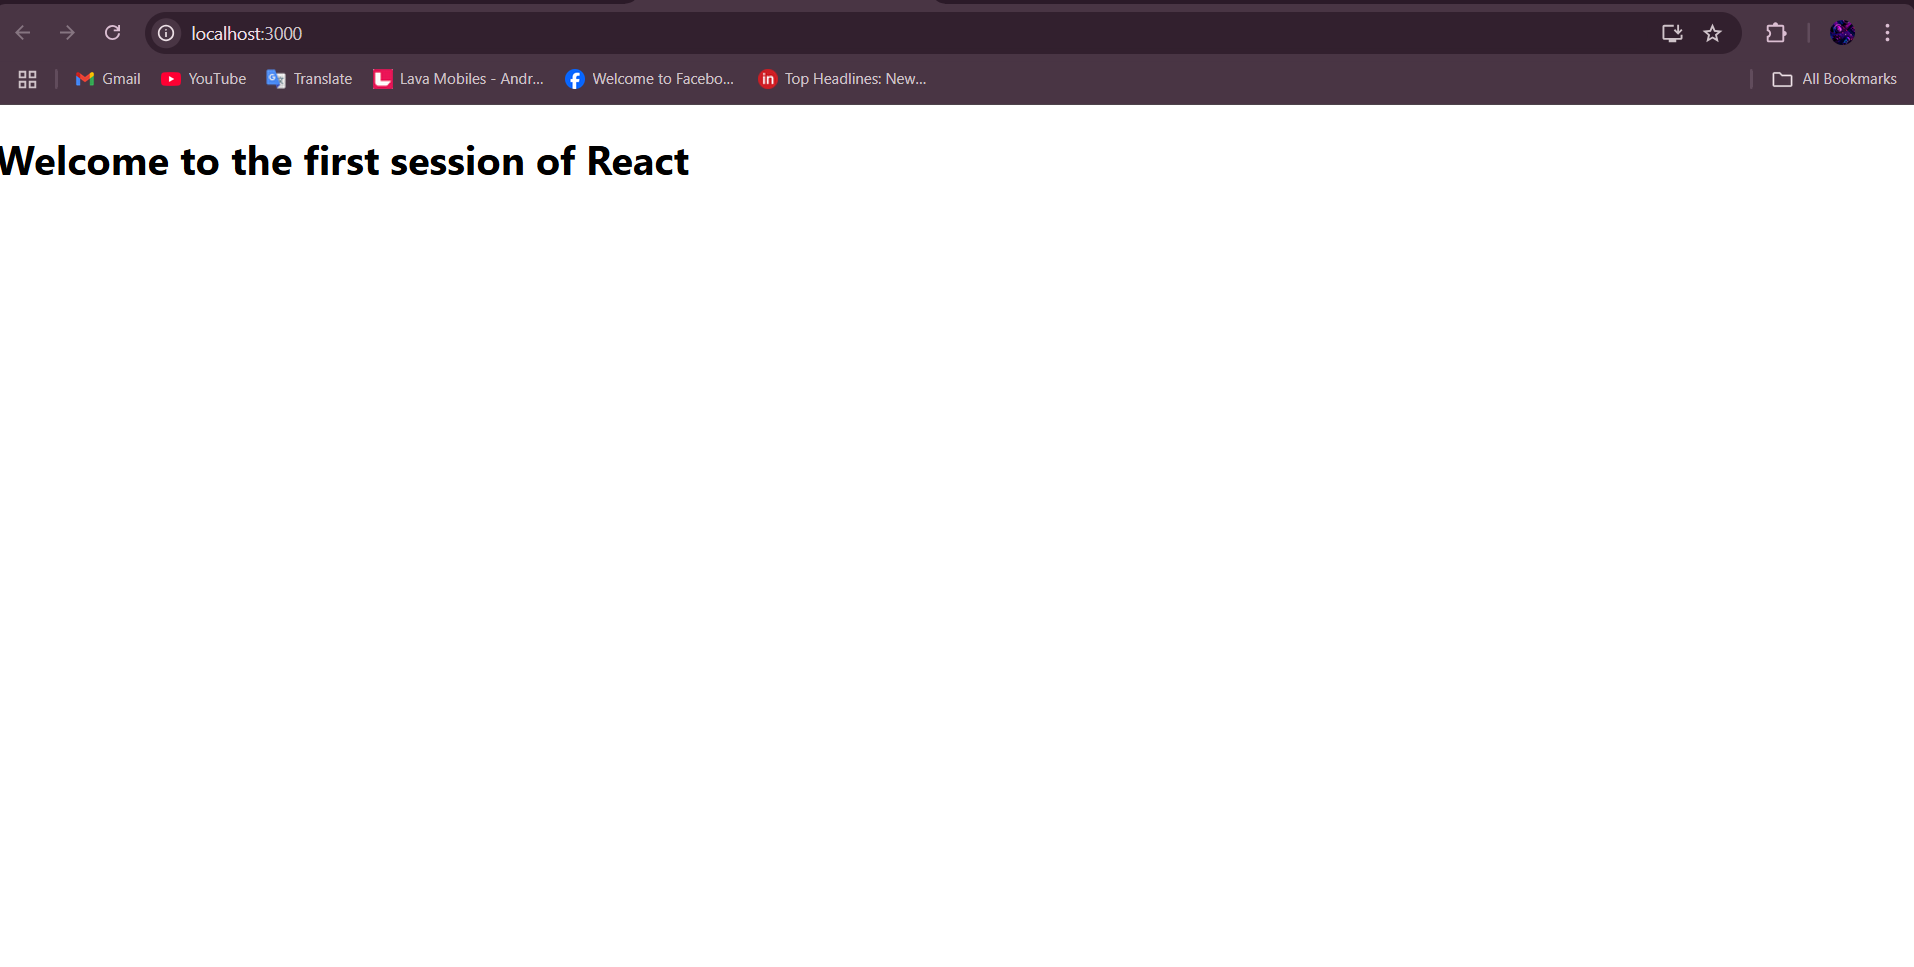 localhost:3000
Gmail YouTube Translate Lava Mobiles - Andr... Welcome to Facebo... in Top Headlines: New... All Bookmarks
Welcome to the first session of React